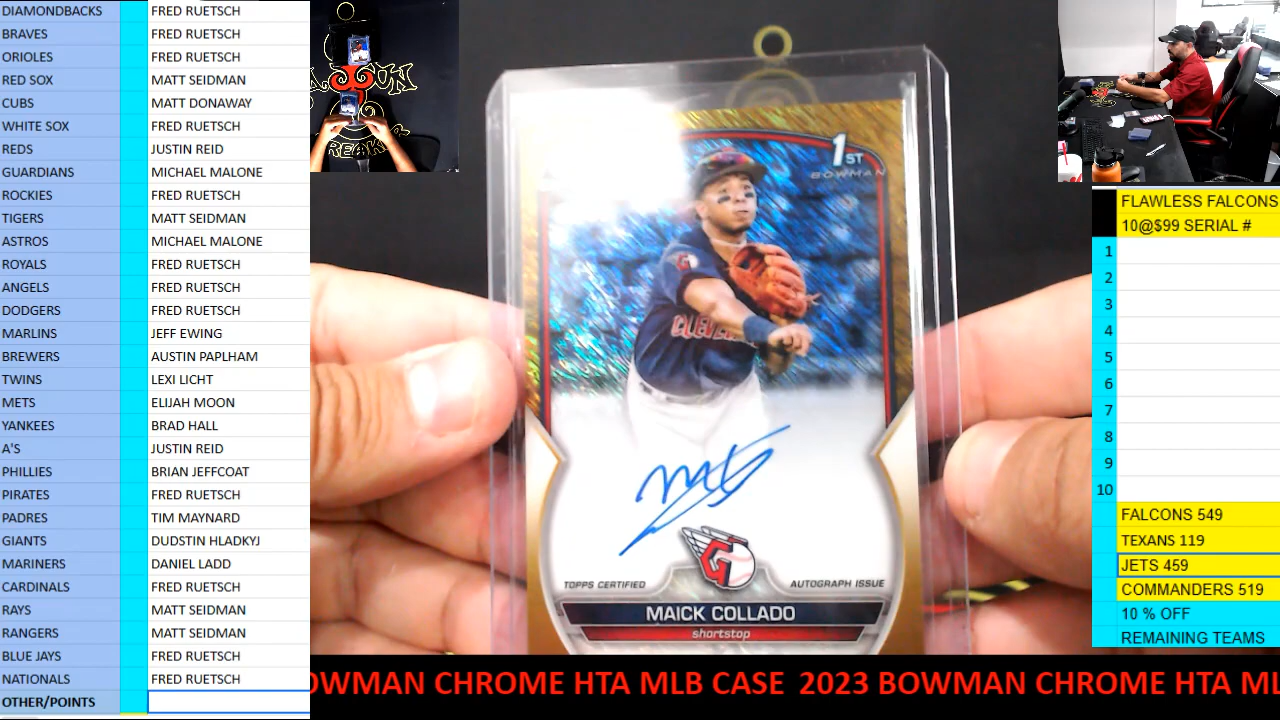 DIAMONDBACKS FRED RUETSCH
BRAVES FRED RUETSCH
ORIOLES FRED RUETSCH
RED SOX MATT SEIDMAN
CUBS MATT DONAWAY
WHITE SOX FRED RUETSCH
REDS JUSTIN REID
GUARDIANS MICHAEL MALONE
ROCKIES FRED RUETSCH
TIGERS MATT SEIDMAN
ASTROS MICHAEL MALONE
ROYALS FRED RUETSCH
ANGELS FRED RUETSCH
DODGERS FRED RUETSCH
MARLINS JEFF EWING
BREWERS AUSTIN PAPLHAM
TWINS LEXI LICHT
METS ELIJAH MOON
YANKEES BRAD HALL
A'S JUSTIN REID
PHILLIES BRIAN JEFFCOAT
PIRATES FRED RUETSCH
PADRES TIM MAYNARD
GIANTS DUDSTIN HLADKYJ
MARINERS DANIEL LADD
CARDINALS FRED RUETSCH
RAYS MATT SEIDMAN
RANGERS MATT SEIDMAN
BLUE JAYS FRED RUETSCH
NATIONALS FRED RUETSCH
OTHER/POINTS
1ST
BOWMAN
TOPPS CERTIFIED AUTOGRAPH ISSUE
MAICK COLLADO
shortstop
FLAWLESS FALCONS
10@$99 SERIAL #
1
2
3
4
5
6
7
8
9
10
FALCONS 549
TEXANS 119
JETS 459
COMMANDERS 519
10 % OFF
REMAINING TEAMS
OWMAN CHROME HTA MLB CASE 2023 BOWMAN CHROME HTA ML